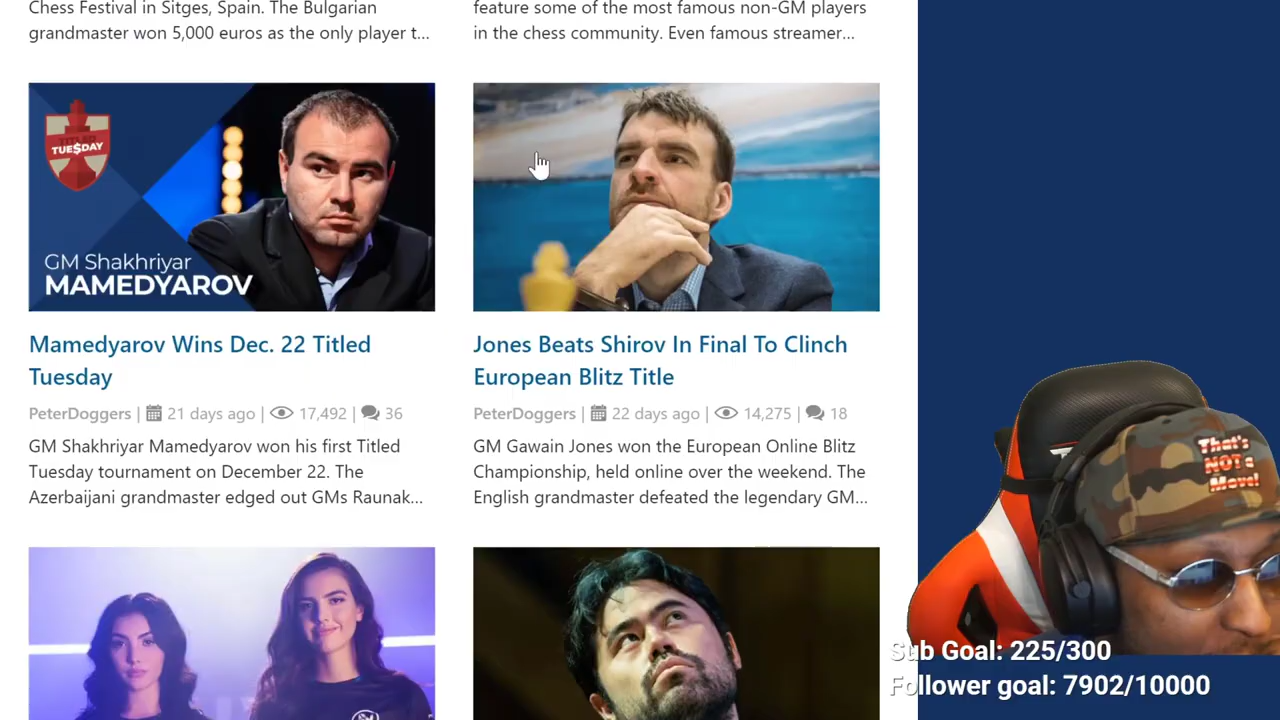 Chess Festival in Sitges, Spain. The Bulgarian
grandmaster won 5,000 euros as the only player t...
feature some of the most famous non-GM players
in the chess community. Even famous streamer...
TITLED
TUE$DAY
GM Shakhriyar
MAMEDYAROV
Mamedyarov Wins Dec. 22 Titled
Tuesday
PeterDoggers | 21 days ago | 17,492 | 36
GM Shakhriyar Mamedyarov won his first Titled
Tuesday tournament on December 22. The
Azerbaijani grandmaster edged out GMs Raunak...
Jones Beats Shirov In Final To Clinch
European Blitz Title
PeterDoggers | 22 days ago | 14,275 | 18
GM Gawain Jones won the European Online Blitz
Championship, held online over the weekend. The
English grandmaster defeated the legendary GM...
That's
NOT a
Move!
Sub Goal: 225/300
Follower goal: 7902/10000